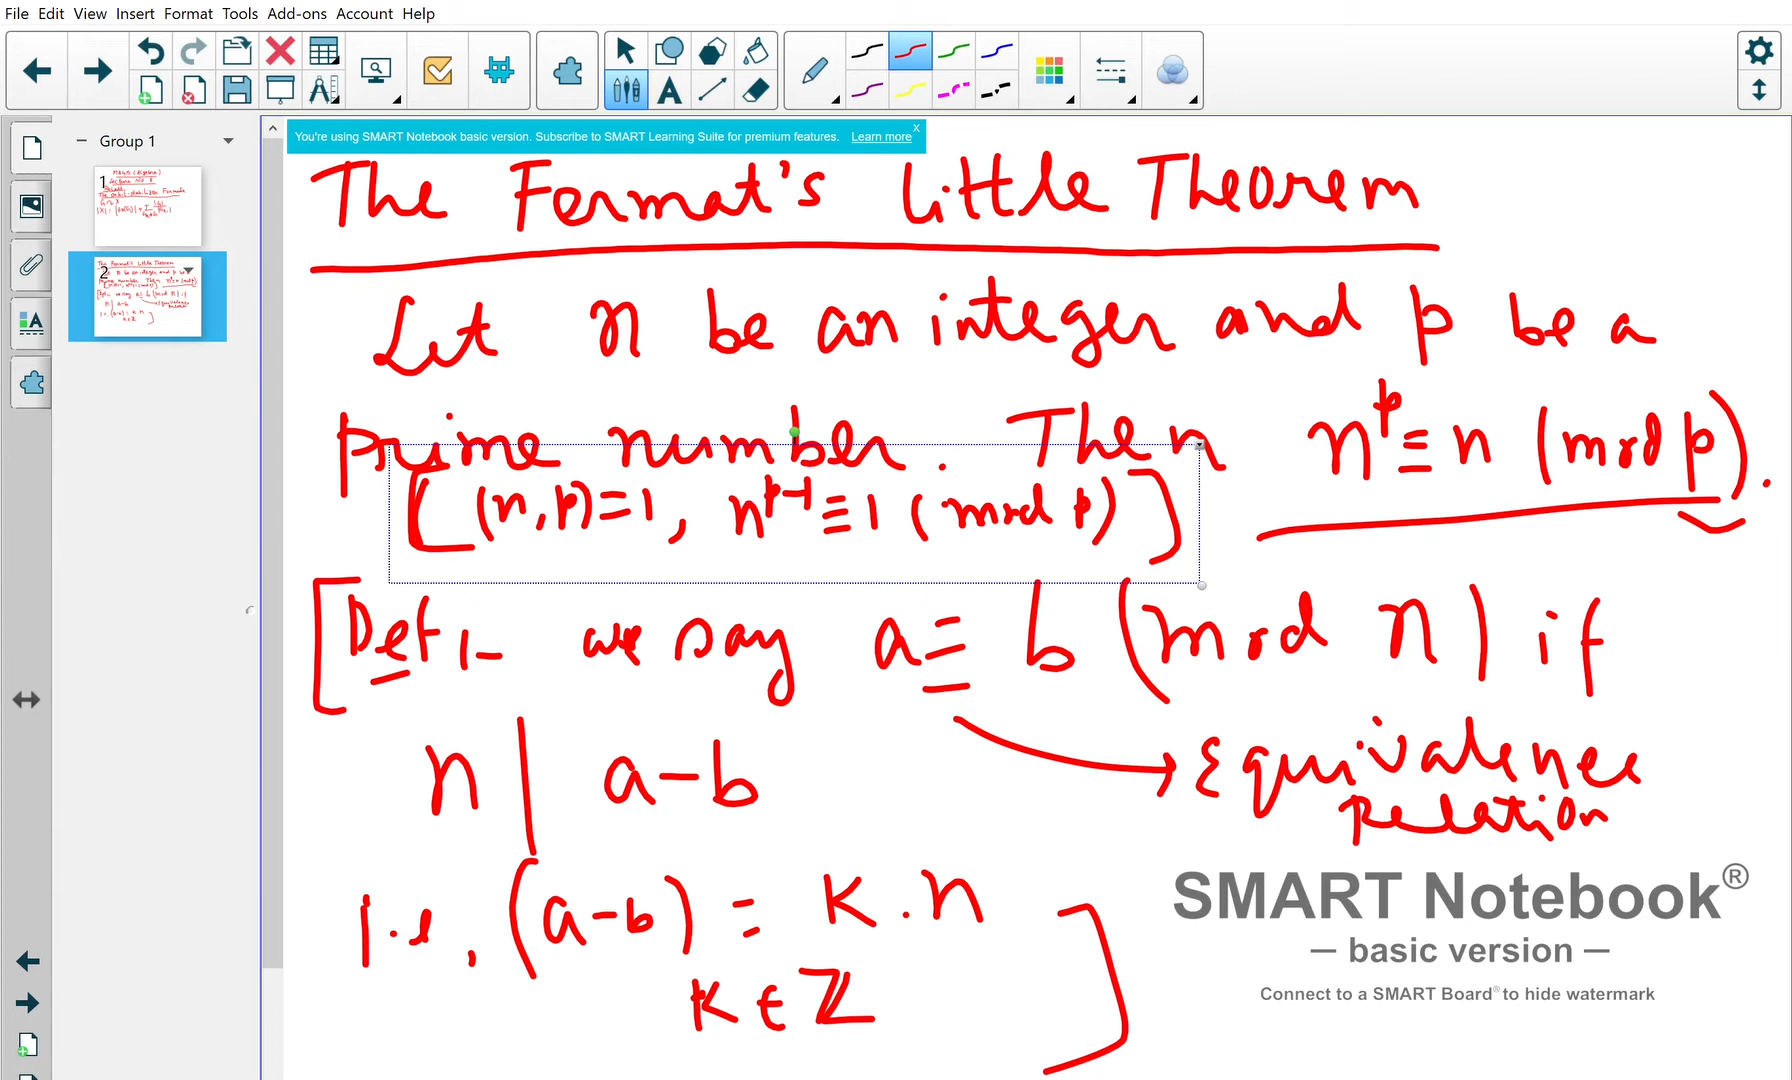 File Edit View Insert Format Tools Add-ons Account Help
Group 1
1
2
You're using SMART Notebook basic version. Subscribe to SMART Learning Suite for premium features. Learn more X
The Fermat's Little Theorem
Let n be an integer and p be a
prime number. Then n^p ≡ n (mod p).
[(n,p)=1, n^{p-1} ≡ 1 (mod p)]
[Def:- we say a ≡ b (mod n) if
n | a-b
Equivalence
Relation
i.e, (a-b) = K.n
K ∈ ℤ ]
SMART Notebook®
— basic version —
Connect to a SMART Board® to hide watermark